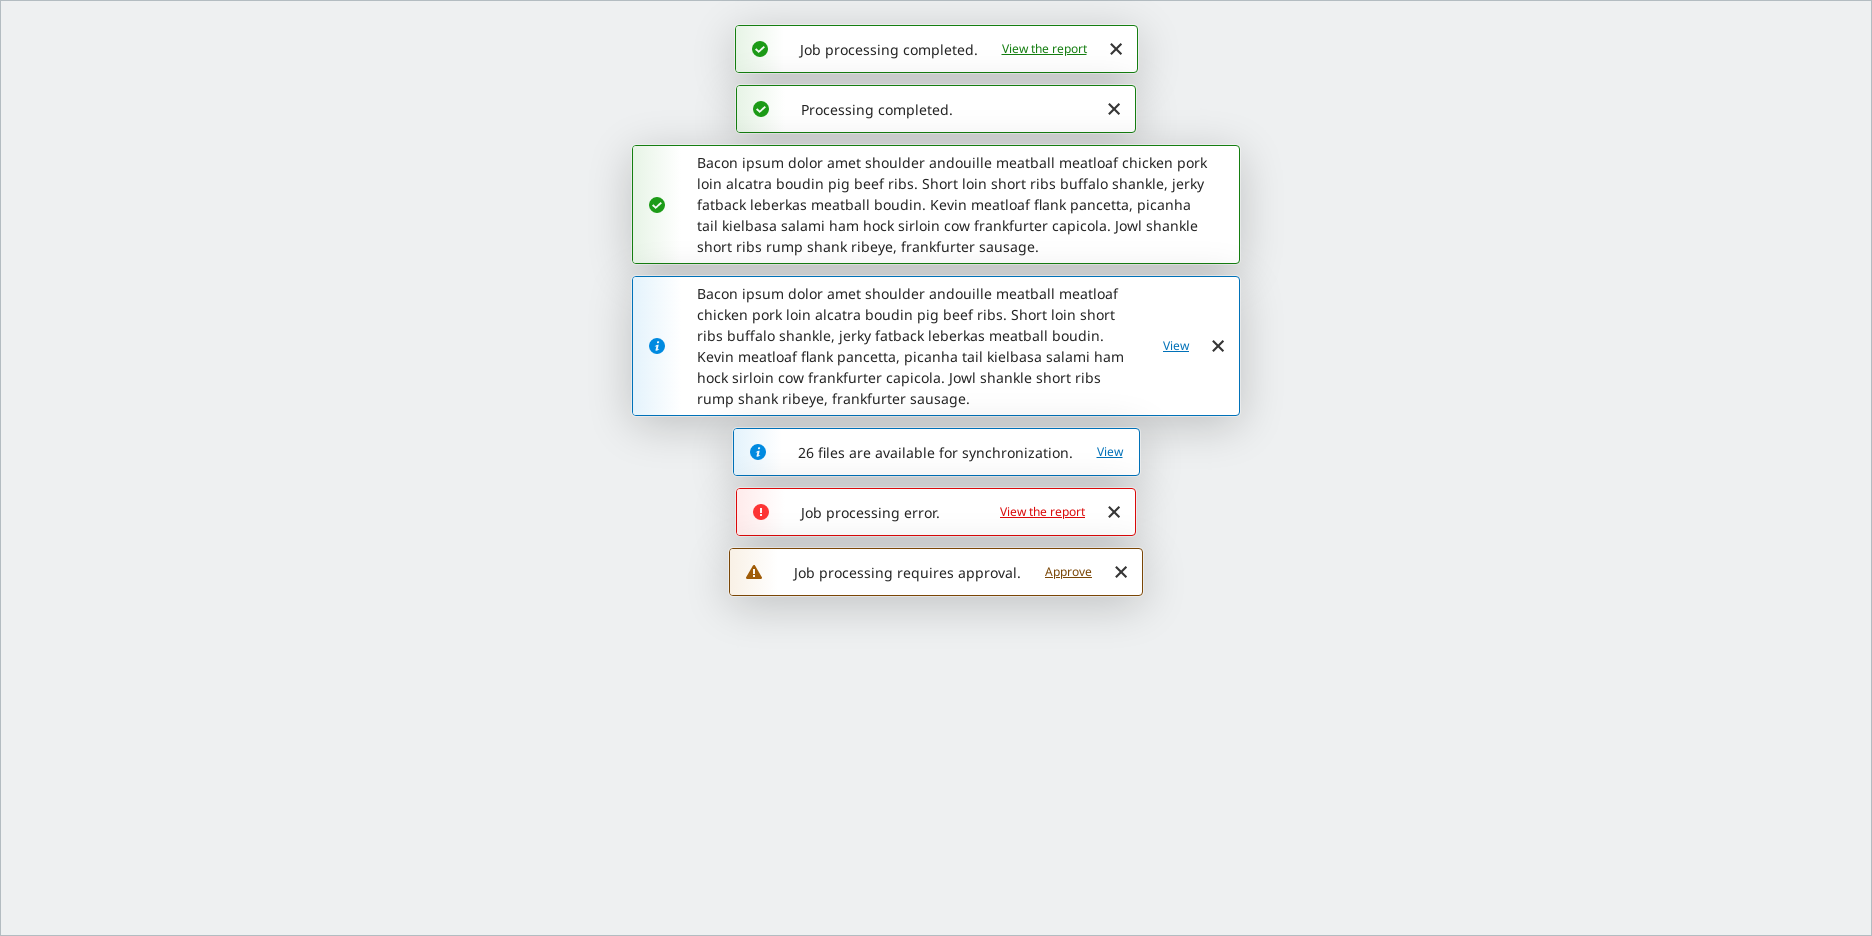 Job processing completed. View the report
Processing completed.
Bacon ipsum dolor amet shoulder andouille meatball meatloaf chicken pork
loin alcatra boudin pig beef ribs. Short loin short ribs buffalo shankle, jerky
fatback leberkas meatball boudin. Kevin meatloaf flank pancetta, picanha
tail kielbasa salami ham hock sirloin cow frankfurter capicola. Jowl shankle
short ribs rump shank ribeye, frankfurter sausage.
Bacon ipsum dolor amet shoulder andouille meatball meatloaf
chicken pork loin alcatra boudin pig beef ribs. Short loin short
ribs buffalo shankle, jerky fatback leberkas meatball boudin.
Kevin meatloaf flank pancetta, picanha tail kielbasa salami ham
hock sirloin cow frankfurter capicola. Jowl shankle short ribs
rump shank ribeye, frankfurter sausage.
View
26 files are available for synchronization. View
Job processing error. View the report
Job processing requires approval. Approve